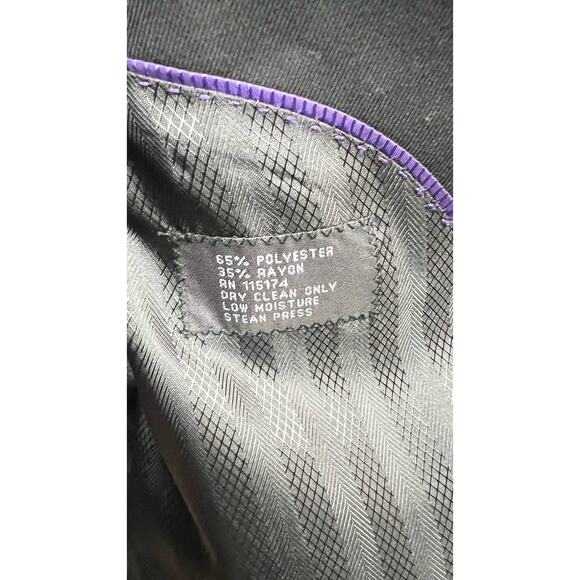 65% POLYESTER
35% RAYON
RN 115174
DRY CLEAN ONLY
LOW MOISTURE
STEAN PRESS